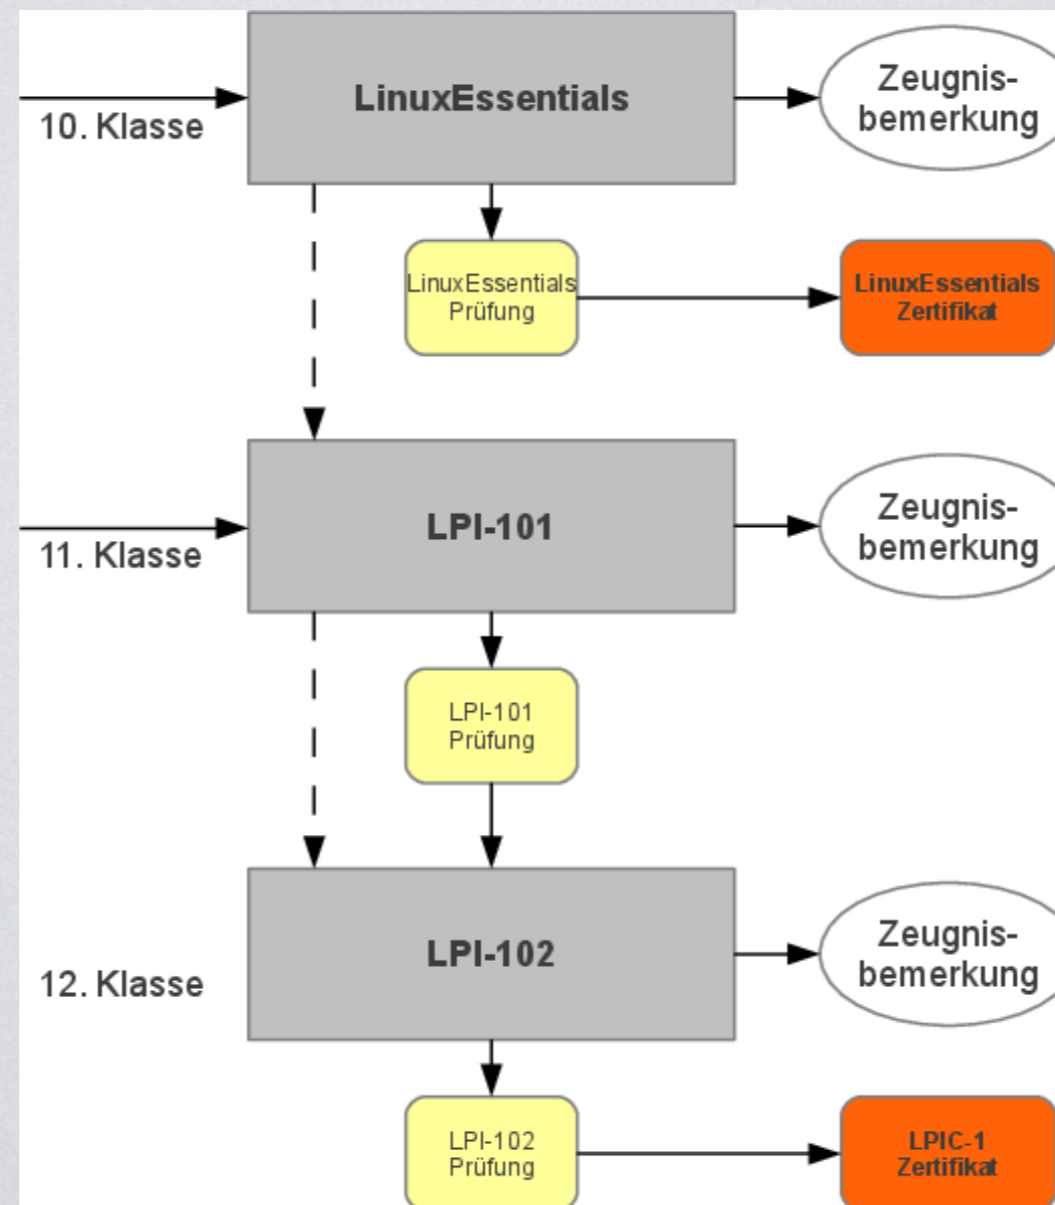 LinuxEssentials
Zeugnis-
bemerkung
10. Klasse
LinuxEssentials
Prüfung
LinuxEssentials
Zertifikat
LPI-101
Zeugnis-
bemerkung
11. Klasse
LPI-101
Prüfung
LPI-102
Zeugnis-
bemerkung
12. Klasse
LPI-102
Prüfung
LPIC-1
Zertifikat